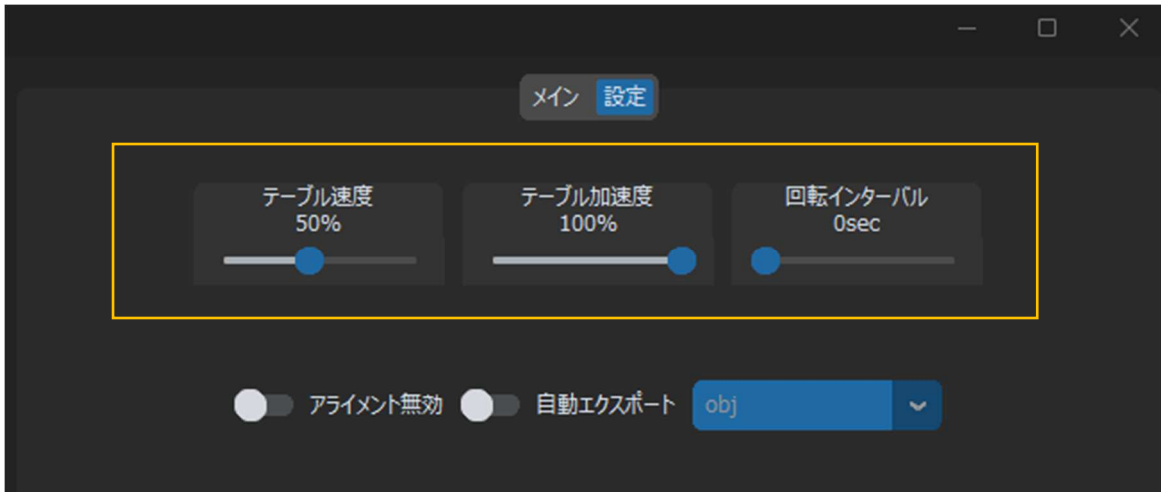 メイン 設定
テーブル速度 テーブル加速度 回転インターバル
50% 100% 0sec
アライメント無効 自動エクスポート obj